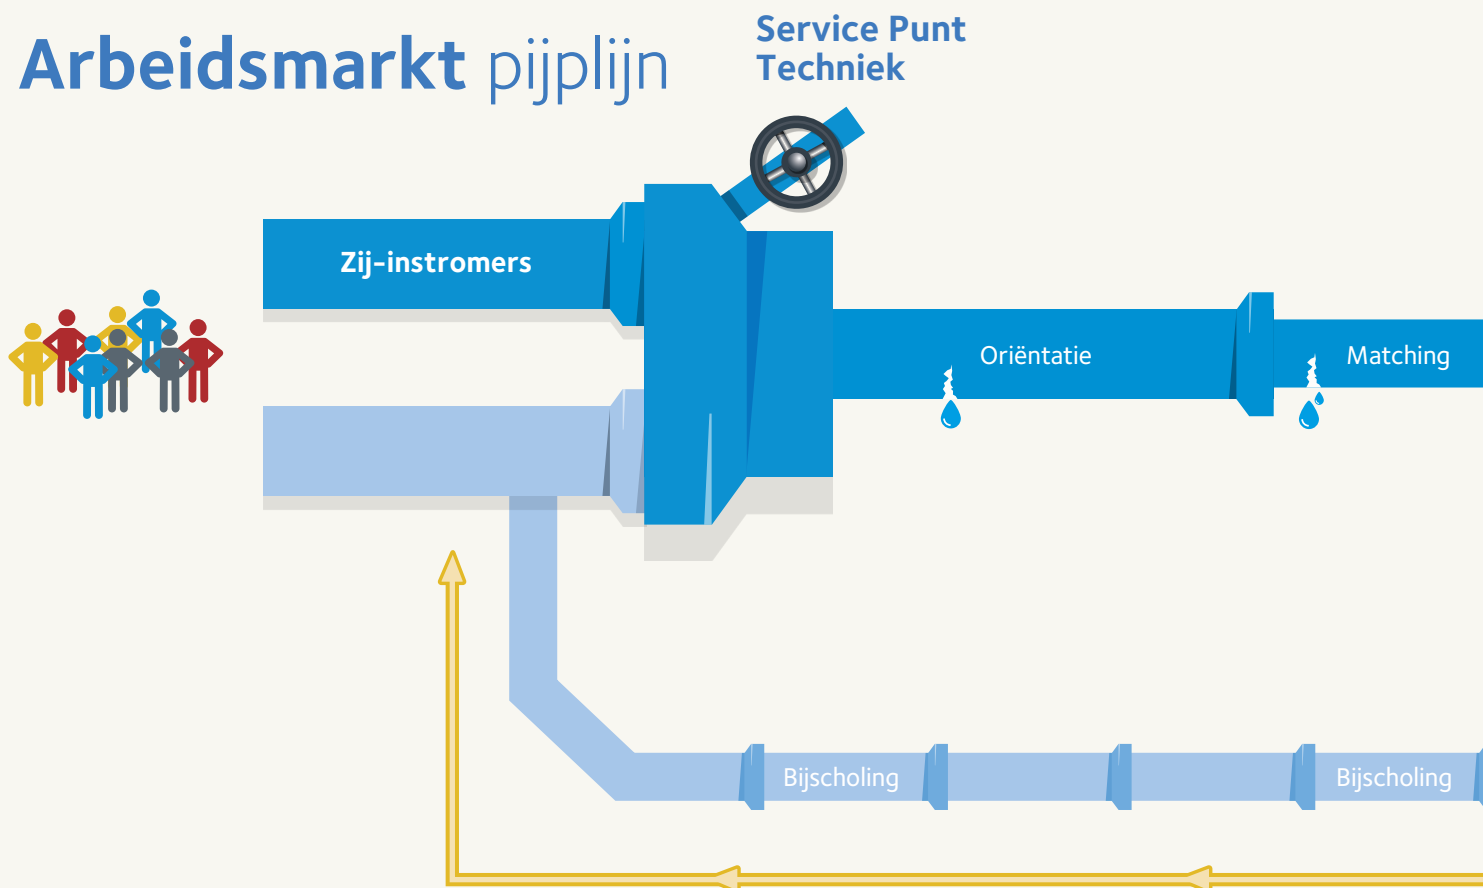 Arbeidsmarkt pijplijn
Service Punt
Techniek
Zij-instromers
Oriëntatie
Matching
Bijscholing
Bijscholing